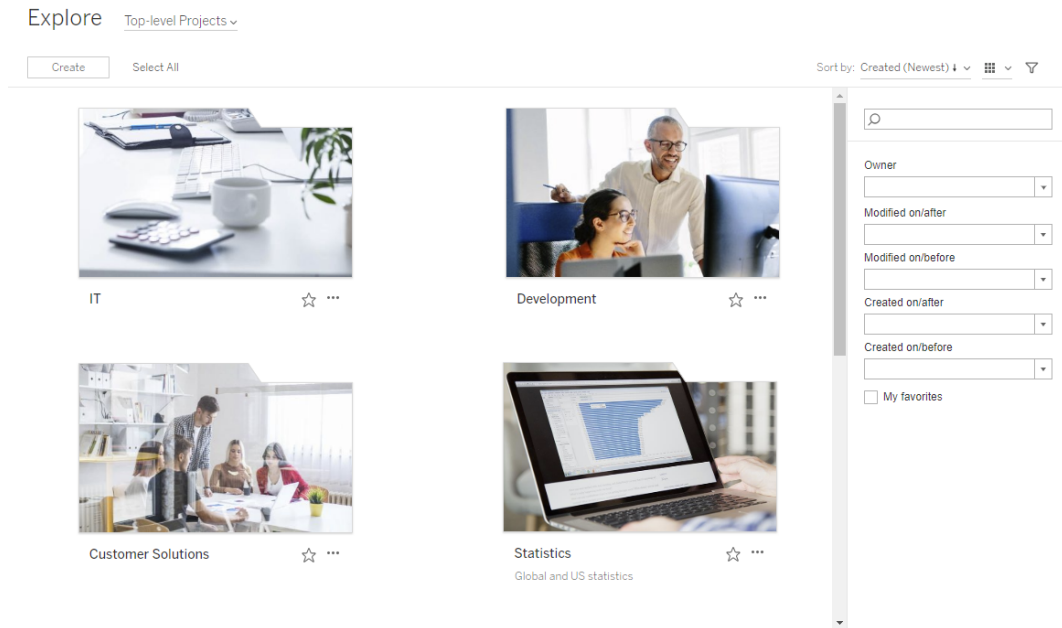 Explore Top-level Projects
Create Select All Sort by: Created (Newest)
IT
Development
Customer Solutions
Statistics
Global and US statistics
Owner
Modified on/after
Modified on/before
Created on/after
Created on/before
My favorites